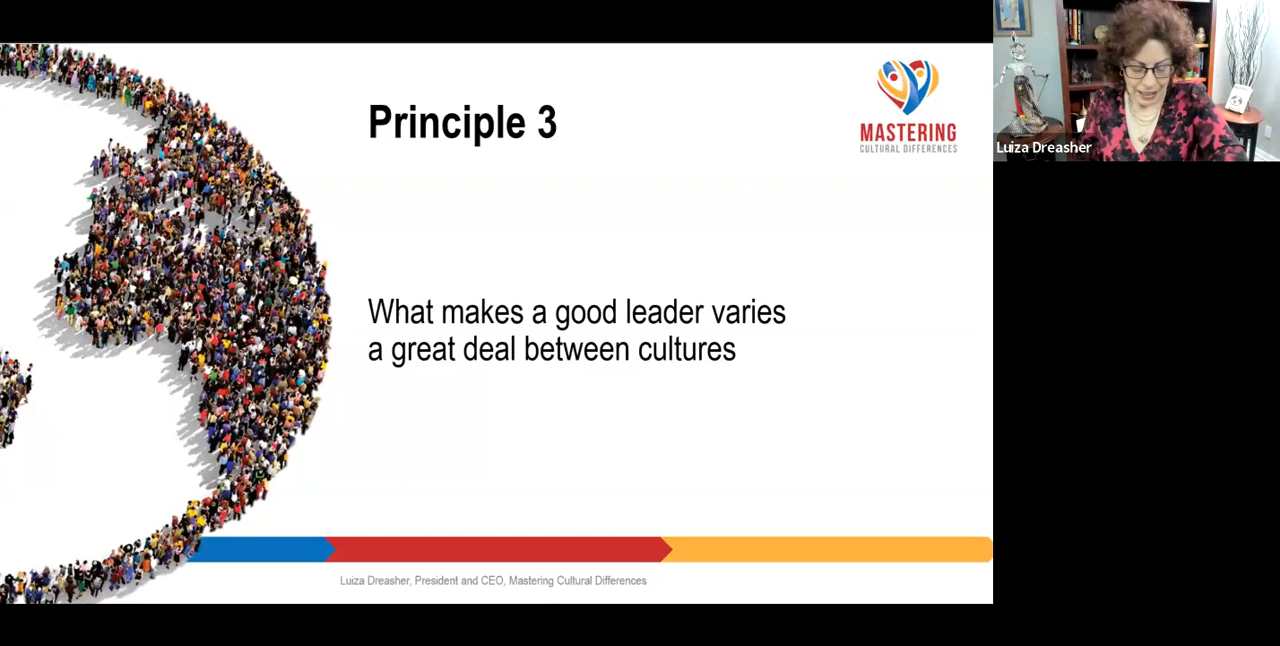 Principle 3
MASTERING
CULTURAL DIFFERENCES
Luiza Dreasher
What makes a good leader varies
a great deal between cultures
Luiza Dreasher, President and CEO, Mastering Cultural Differences